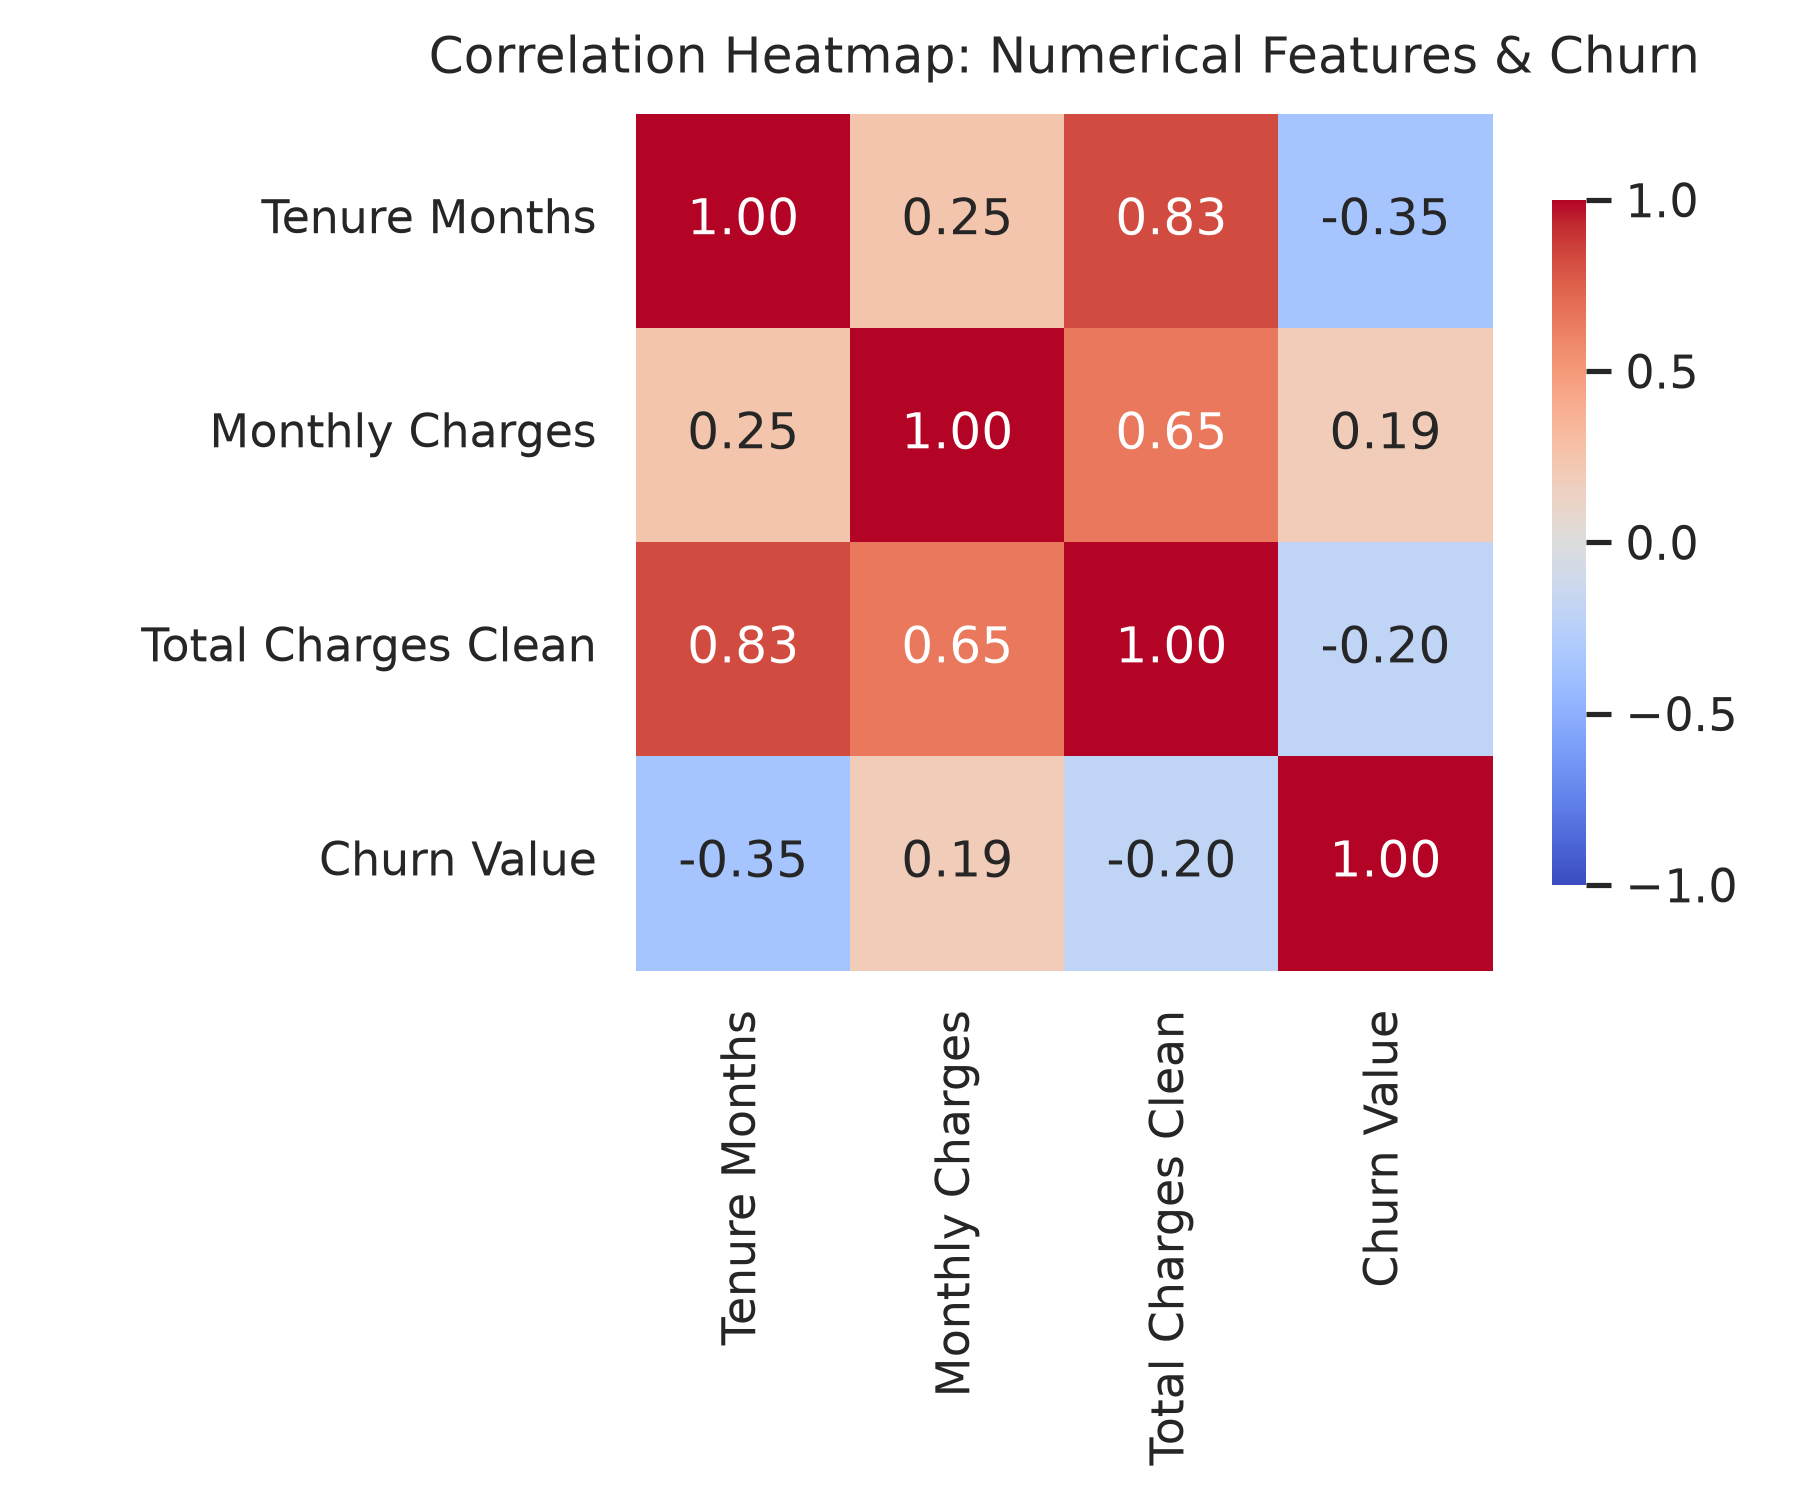 Correlation Heatmap: Numerical Features & Churn
Tenure Months 1.00 0.25 0.83 -0.35
Monthly Charges 0.25 1.00 0.65 0.19
Total Charges Clean 0.83 0.65 1.00 -0.20
Churn Value -0.35 0.19 -0.20 1.00
Tenure Months
Monthly Charges
Total Charges Clean
Churn Value
1.0
0.5
0.0
−0.5
−1.0